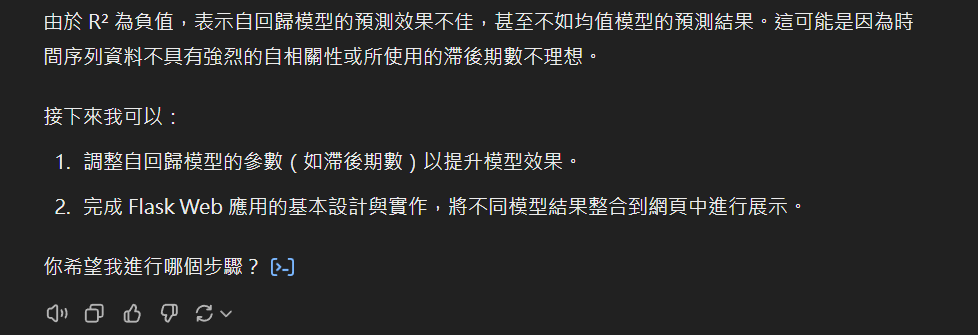 由於 R² 為負值，表示自回歸模型的預測效果不佳，甚至不如均值模型的預測結果。這可能是因為時
間序列資料不具有強烈的自相關性或所使用的滯後期數不理想。
接下來我可以：
1. 調整自回歸模型的參數（如滯後期數）以提升模型效果。
2. 完成 Flask Web 應用的基本設計與實作，將不同模型結果整合到網頁中進行展示。
你希望我進行哪個步驟？